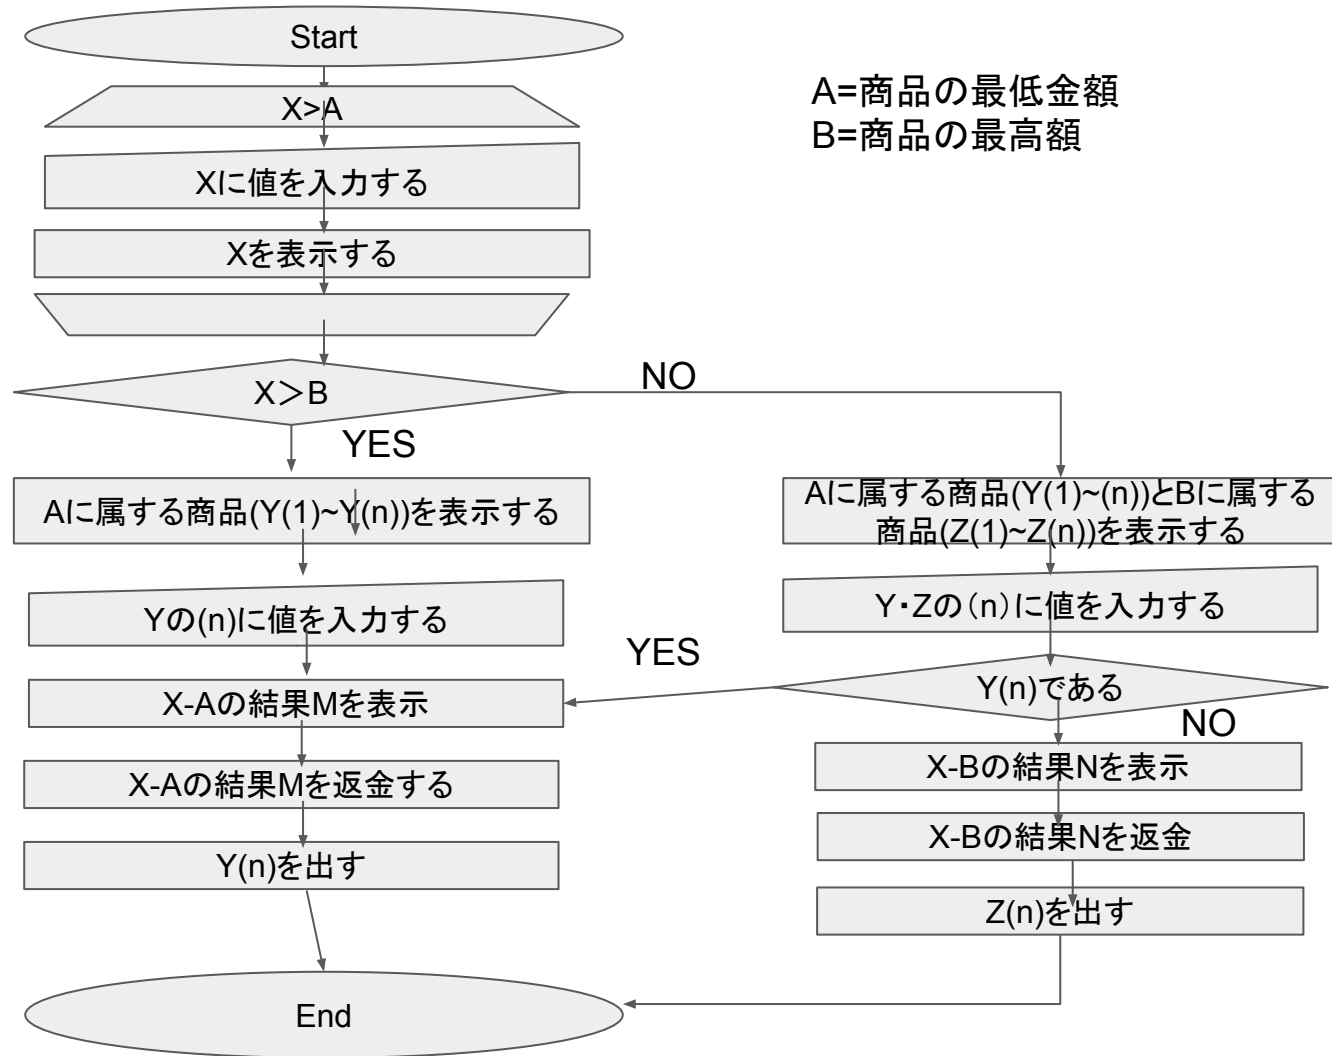 Start
X>A
A=商品の最低金額
B=商品の最高額
Xに値を入力する
Xを表示する
X＞B
NO
YES
Aに属する商品(Y(1)~Y(n))を表示する
Aに属する商品(Y(1)~(n))とBに属する
商品(Z(1)~Z(n))を表示する
Yの(n)に値を入力する
Y・Zの（n）に値を入力する
YES
Y(n)である
NO
X-Aの結果Mを表示
X-Bの結果Nを表示
X-Aの結果Mを返金する
X-Bの結果Nを返金
Y(n)を出す
Z(n)を出す
End